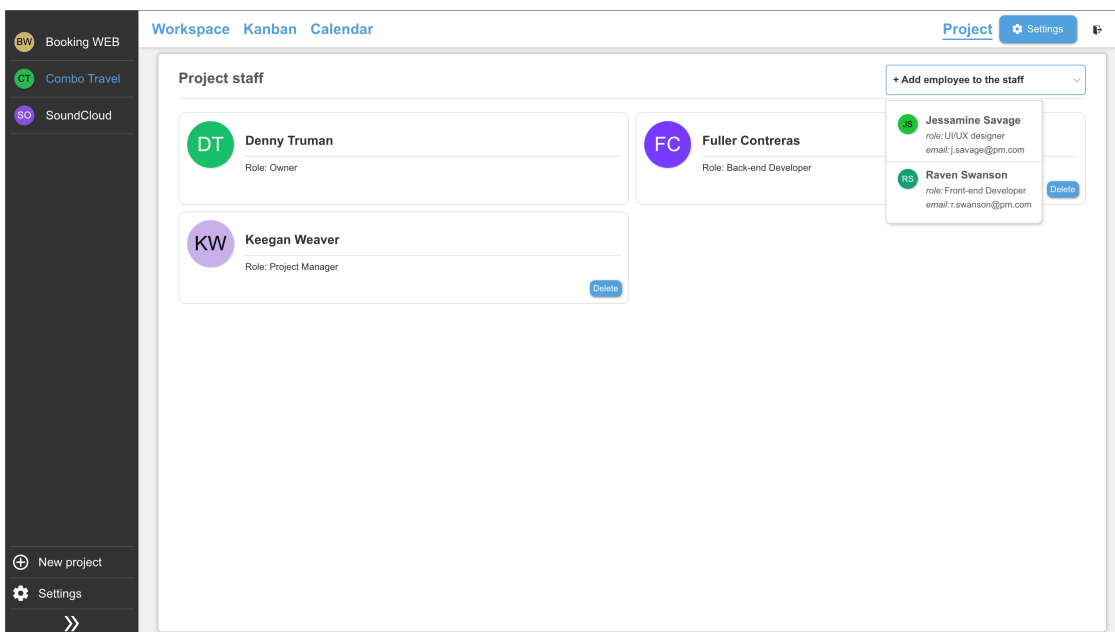 BW Booking WEB
CT Combo Travel
SO SoundCloud
New project
Settings
Workspace Kanban Calendar
Project Settings
Project staff
+ Add employee to the staff
DT Denny Truman
Role: Owner
FC Fuller Contreras
Role: Back-end Developer
Delete
KW Keegan Weaver
Role: Project Manager
Delete
JS Jessamine Savage
role: UI/UX designer
email: j.savage@pm.com
RS Raven Swanson
role: Front-end Developer
email: r.swanson@pm.com